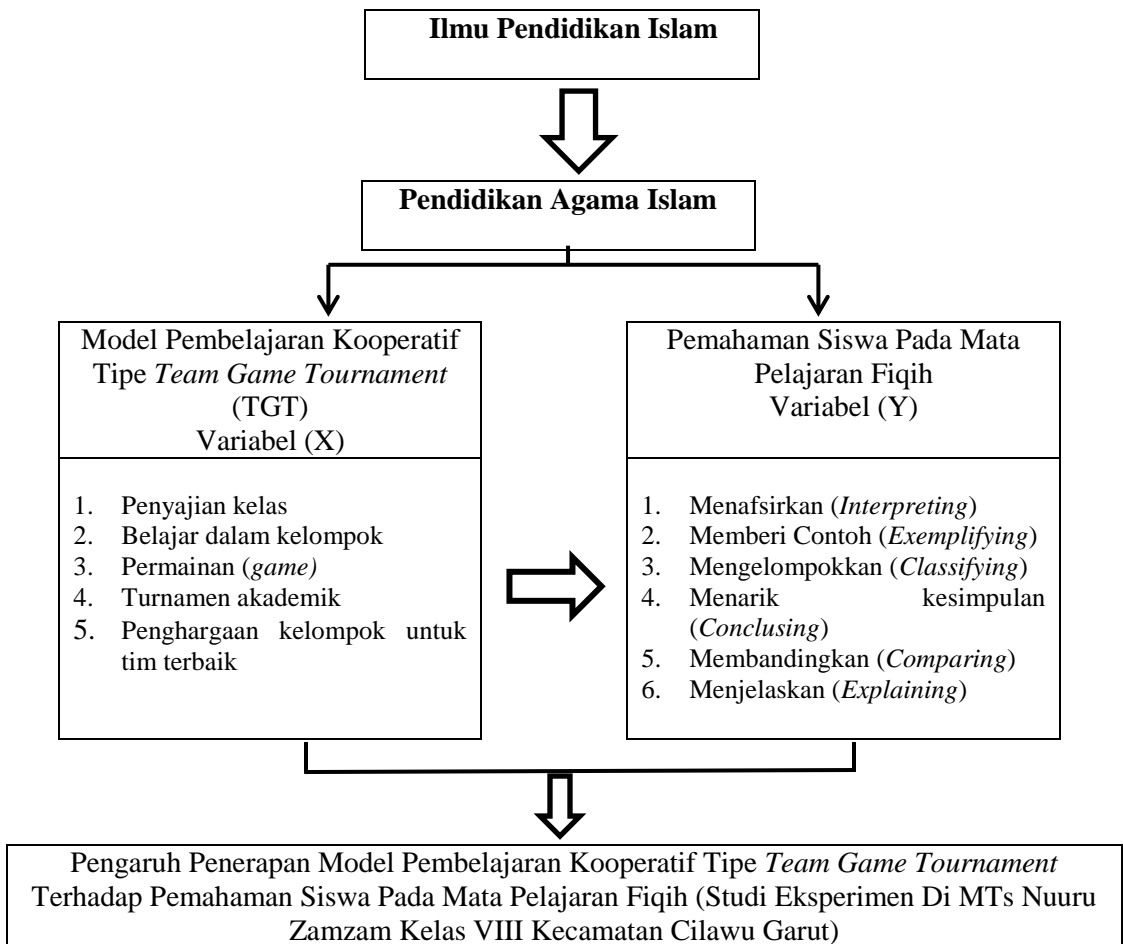 Ilmu Pendidikan Islam
Pendidikan Agama Islam
Model Pembelajaran Kooperatif
Tipe Team Game Tournament
(TGT)
Variabel (X)
1. Penyajian kelas
2. Belajar dalam kelompok
3. Permainan (game)
4. Turnamen akademik
5. Penghargaan kelompok untuk
tim terbaik
Pemahaman Siswa Pada Mata
Pelajaran Fiqih
Variabel (Y)
1. Menafsirkan (Interpreting)
2. Memberi Contoh (Exemplifying)
3. Mengelompokkan (Classifying)
4. Menarik kesimpulan
(Conclusing)
5. Membandingkan (Comparing)
6. Menjelaskan (Explaining)
Pengaruh Penerapan Model Pembelajaran Kooperatif Tipe Team Game Tournament
Terhadap Pemahaman Siswa Pada Mata Pelajaran Fiqih (Studi Eksperimen Di MTs Nuuru
Zamzam Kelas VIII Kecamatan Cilawu Garut)